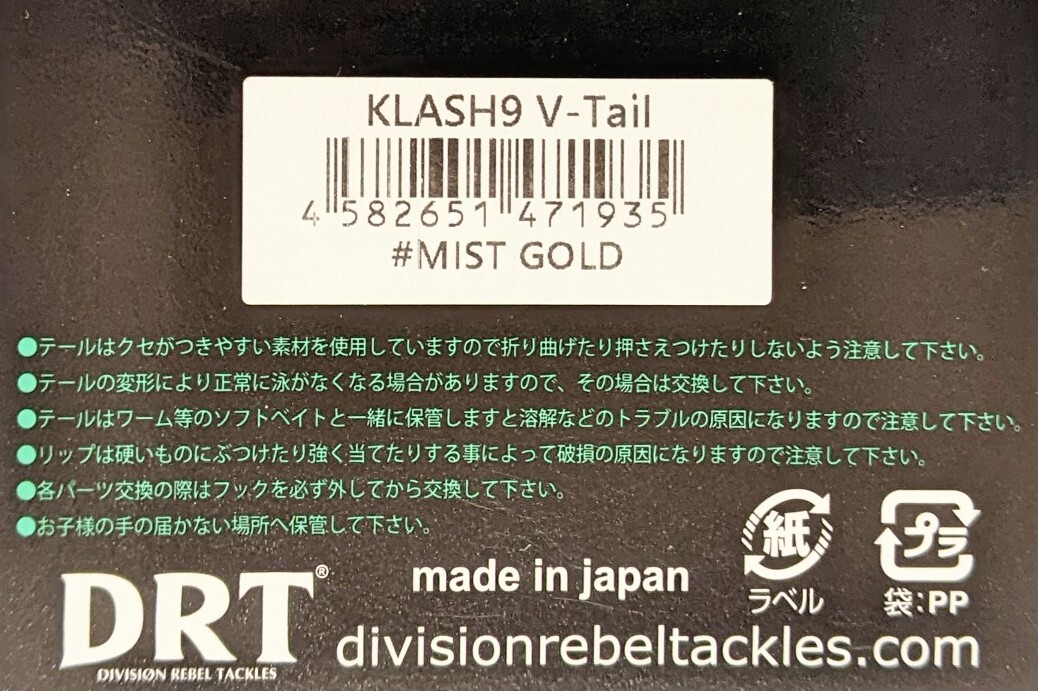 KLASH9 V-Tail
4 582651 471935
#MIST GOLD
●テールはクセがつきやすい素材を使用していますので折り曲げたり押さえつけたりしないよう注意して下さい。
●テールの変形により正常に泳がなくなる場合がありますので、その場合は交換して下さい。
●テールはワーム等のソフトベイトと一緒に保管しますと溶解などのトラブルの原因になりますので注意して下さい。
●リップは硬いものにぶつけたり強く当てたりする事によって破損の原因になりますので注意して下さい。
●各パーツ交換の際はフックを必ず外してから交換して下さい。
●お子様の手の届かない場所へ保管して下さい。
紙
プラ
ラベル
袋:PP
DRT®
DIVISION REBEL TACKLES
made in japan
divisionrebeltackles.com